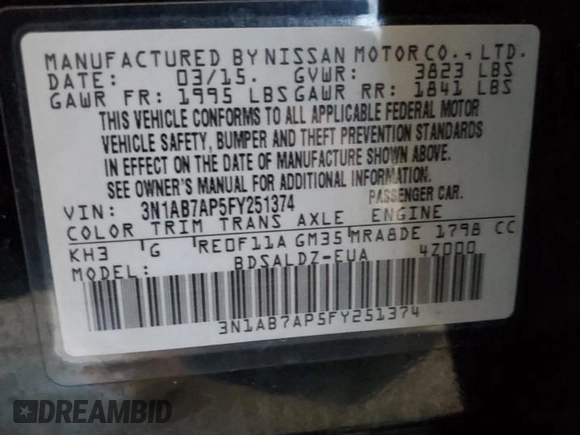 MANUFACTURED BY NISSAN MOTOR CO., LTD.
DATE: 03/15. GVWR: 3823 LBS
GAWR FR: 1995 LBS GAWR RR: 1841 LBS
THIS VEHICLE CONFORMS TO ALL APPLICABLE FEDERAL MOTOR
VEHICLE SAFETY, BUMPER AND THEFT PREVENTION STANDARDS
IN EFFECT ON THE DATE OF MANUFACTURE SHOWN ABOVE.
SEE OWNER'S MANUAL FOR ADDITIONAL INFORMATION.
VIN: 3N1AB7AP5FY251374 PASSENGER CAR.
COLOR TRIM TRANS AXLE ENGINE
KH3 G RE0F11A GM35 MRA8DE 1798 CC
MODEL: BDSALDZ-EUA 4Z000
3N1AB7AP5FY251374
DREAMBID